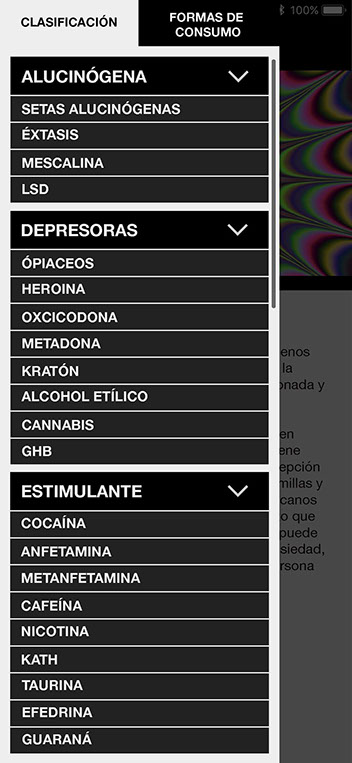 CLASIFICACIÓN
FORMAS DE
CONSUMO
100%
ALUCINÓGENA
SETAS ALUCINÓGENAS
ÉXTASIS
MESCALINA
LSD
DEPRESORAS
ÓPIACEOS
HEROINA
OXCICODONA
METADONA
KRATÓN
ALCOHOL ETÍLICO
CANNABIS
GHB
ESTIMULANTE
COCAÍNA
ANFETAMINA
METANFETAMINA
CAFEÍNA
NICOTINA
KATH
TAURINA
EFEDRINA
GUARANÁ
enos
la
onada y
en
ene
epción
millas y
canos
o que
puede
siedad,
rsona